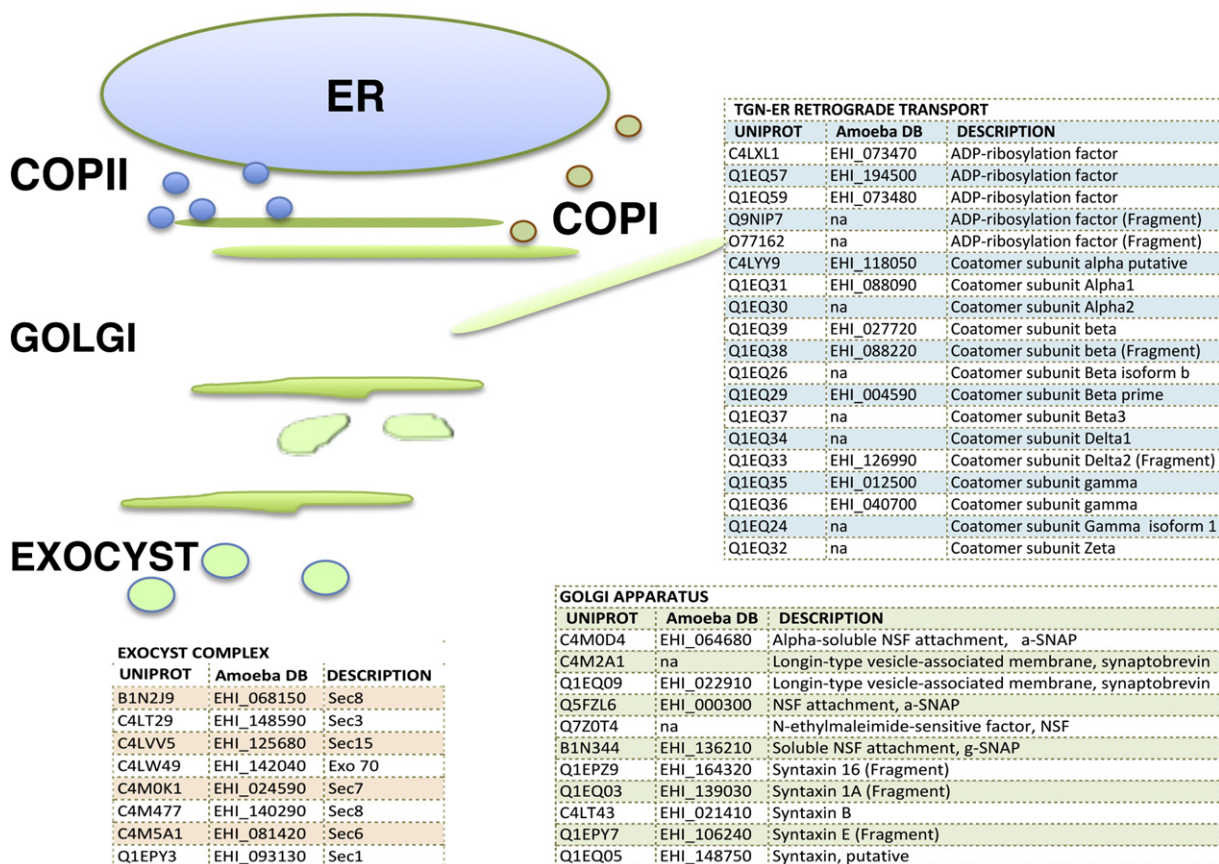 ER
COPII
COPI
GOLGI
EXOCYST
TGN-ER RETROGRADE TRANSPORT
UNIPROT Amoeba DB DESCRIPTION
C4LXL1 EHI_073470 ADP-ribosylation factor
Q1EQ57 EHI_194500 ADP-ribosylation factor
Q1EQ59 EHI_073480 ADP-ribosylation factor
Q9NIP7 na ADP-ribosylation factor (Fragment)
O77162 na ADP-ribosylation factor (Fragment)
C4LYY9 EHI_118050 Coatomer subunit alpha putative
Q1EQ31 EHI_088090 Coatomer subunit Alpha1
Q1EQ30 na Coatomer subunit Alpha2
Q1EQ39 EHI_027720 Coatomer subunit beta
Q1EQ38 EHI_088220 Coatomer subunit beta (Fragment)
Q1EQ26 na Coatomer subunit Beta isoform b
Q1EQ29 EHI_004590 Coatomer subunit Beta prime
Q1EQ37 na Coatomer subunit Beta3
Q1EQ34 na Coatomer subunit Delta1
Q1EQ33 EHI_126990 Coatomer subunit Delta2 (Fragment)
Q1EQ35 EHI_012500 Coatomer subunit gamma
Q1EQ36 EHI_040700 Coatomer subunit gamma
Q1EQ24 na Coatomer subunit Gamma isoform 1
Q1EQ32 na Coatomer subunit Zeta
EXOCYST COMPLEX
UNIPROT Amoeba DB DESCRIPTION
B1N2J9 EHI_068150 Sec8
C4LT29 EHI_148590 Sec3
C4LVV5 EHI_125680 Sec15
C4LW49 EHI_142040 Exo 70
C4M0K1 EHI_024590 Sec7
C4M477 EHI_140290 Sec8
C4M5A1 EHI_081420 Sec6
Q1EPY3 EHI_093130 Sec1
GOLGI APPARATUS
UNIPROT Amoeba DB DESCRIPTION
C4M0D4 EHI_064680 Alpha-soluble NSF attachment, a-SNAP
C4M2A1 na Longin-type vesicle-associated membrane, synaptobrevin
Q1EQ09 EHI_022910 Longin-type vesicle-associated membrane, synaptobrevin
Q5FZL6 EHI_000300 NSF attachment, a-SNAP
Q7Z0T4 na N-ethylmaleimide-sensitive factor, NSF
B1N344 EHI_136210 Soluble NSF attachment, g-SNAP
Q1EPZ9 EHI_164320 Syntaxin 16 (Fragment)
Q1EQ03 EHI_139030 Syntaxin 1A (Fragment)
C4LT43 EHI_021410 Syntaxin B
Q1EPY7 EHI_106240 Syntaxin E (Fragment)
Q1EQ05 EHI_148750 Syntaxin, putative